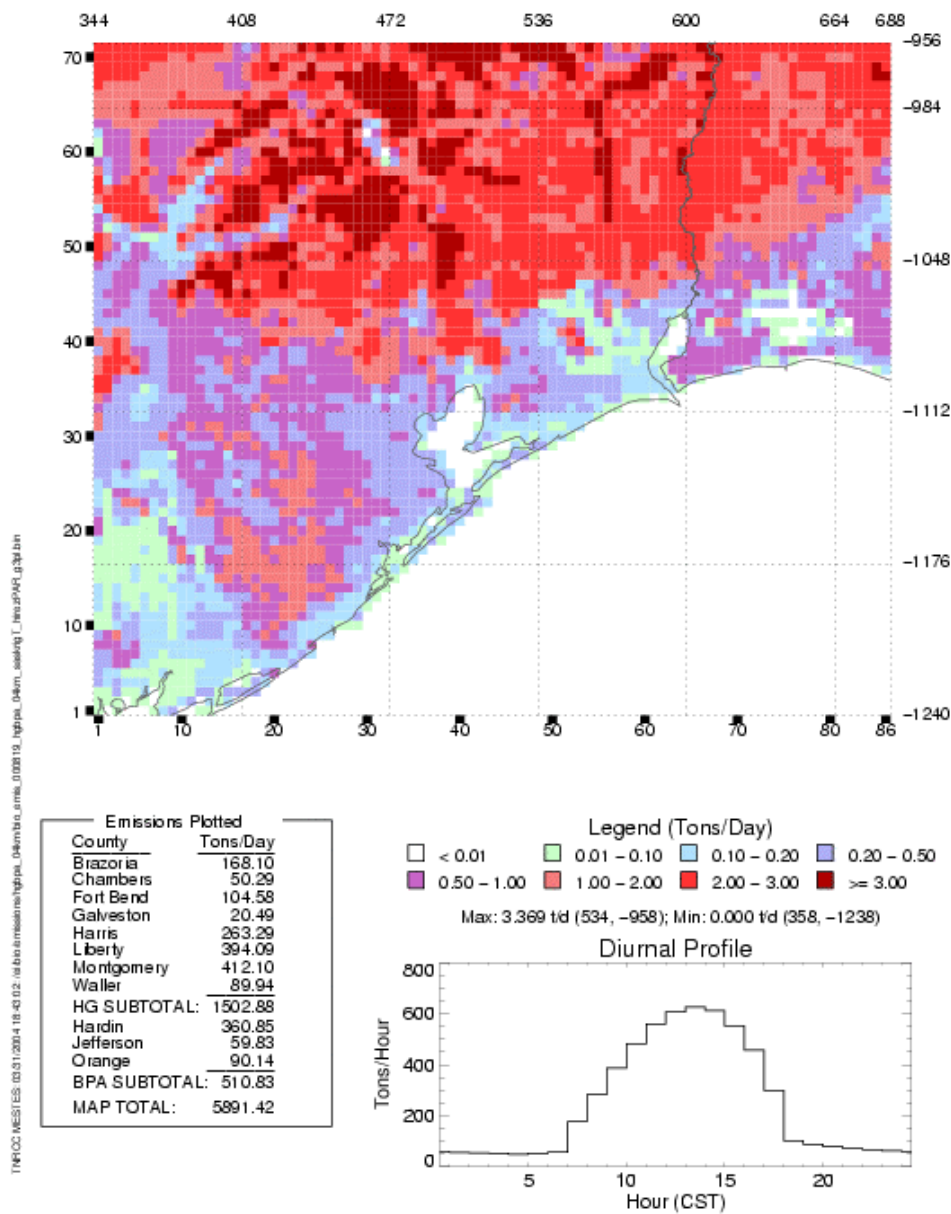 344 408 472 536 600 664 688
-956
70
-984
60
50
-1048
40
-1112
30
20
-1176
10
1
-1240
1 10 20 30 40 50 60 70 80 86
Emissions Plotted
County Tons/Day
Brazoria 168.10
Chambers 50.29
Fort Bend 104.58
Galveston 20.49
Harris 263.29
Liberty 394.09
Montgomery 412.10
Waller 89.94
HG SUBTOTAL: 1502.88
Hardin 360.85
Jefferson 59.83
Orange 90.14
BPA SUBTOTAL: 510.83
MAP TOTAL: 5891.42
Legend (Tons/Day)
< 0.01 0.01 - 0.10 0.10 - 0.20 0.20 - 0.50
0.50 - 1.00 1.00 - 2.00 2.00 - 3.00 >= 3.00
Max: 3.369 t/d (534, -958); Min: 0.000 t/d (358, -1238)
Diurnal Profile
800
600
400
200
0
Tons/Hour
5 10 15 20
Hour (CST)